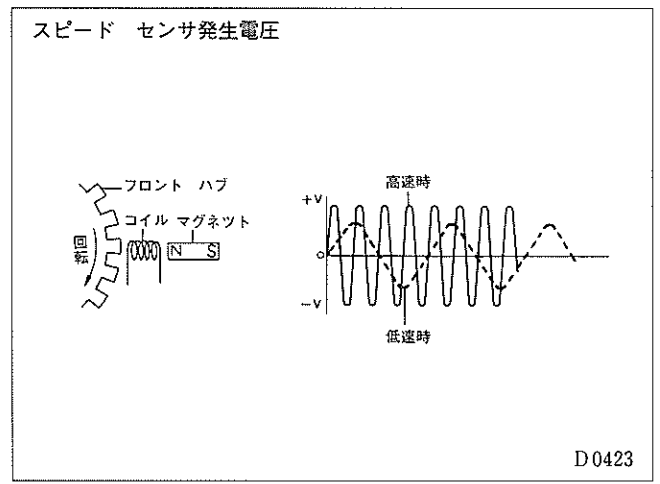 スピード　センサ発生電圧
フロント　ハブ
コイル マグネット
回転
N S
高速時
+V
0
−V
低速時
D0423